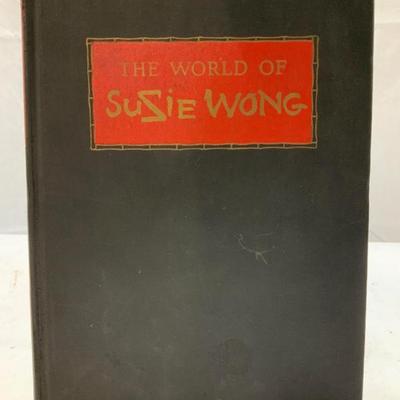 THE WORLD OF
SuZie WONG